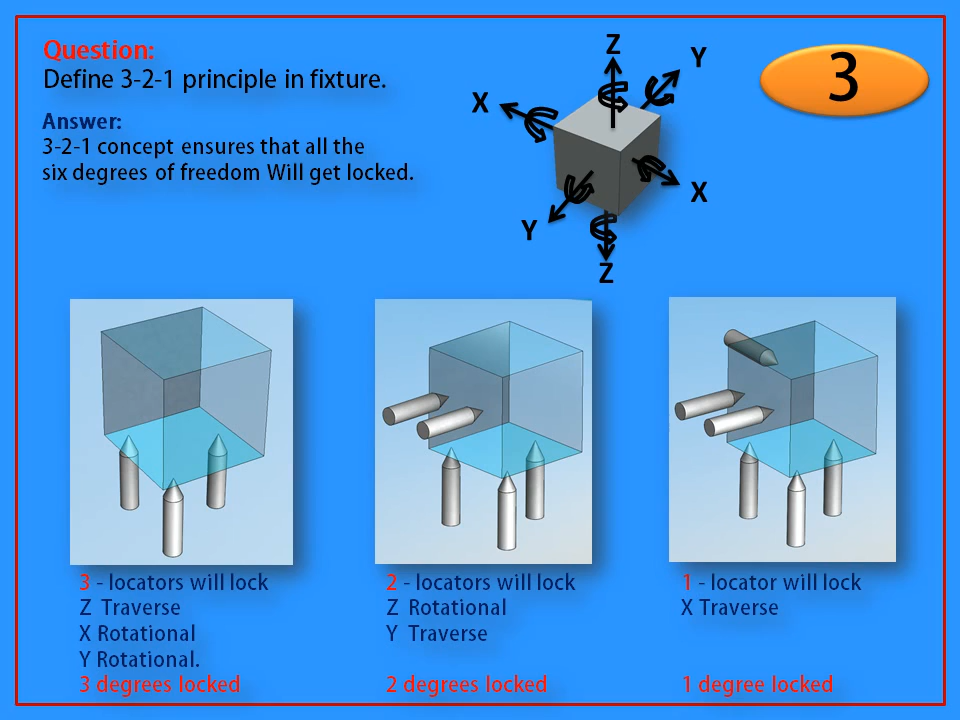 Question:
Define 3-2-1 principle in fixture.
Answer:
3-2-1 concept ensures that all the
six degrees of freedom Will get locked.
3
Z
Y
X
X
Y
Z
3 - locators will lock
Z Traverse
X Rotational
Y Rotational.
3 degrees locked
2 - locators will lock
Z Rotational
Y Traverse
2 degrees locked
1 - locator will lock
X Traverse
1 degree locked